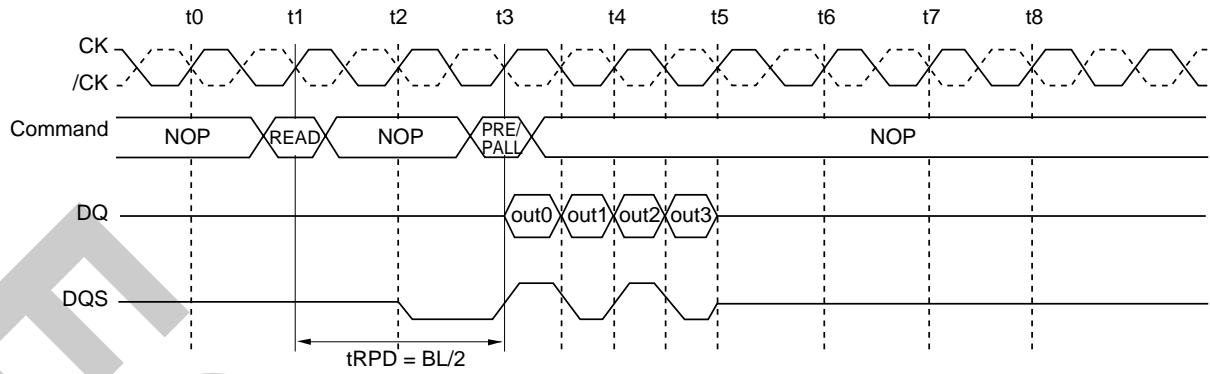 t0 t1 t2 t3 t4 t5 t6 t7 t8
CK
/CK
Command NOP READ NOP PRE/ PALL NOP
DQ out0 out1 out2 out3
DQS
tRPD = BL/2